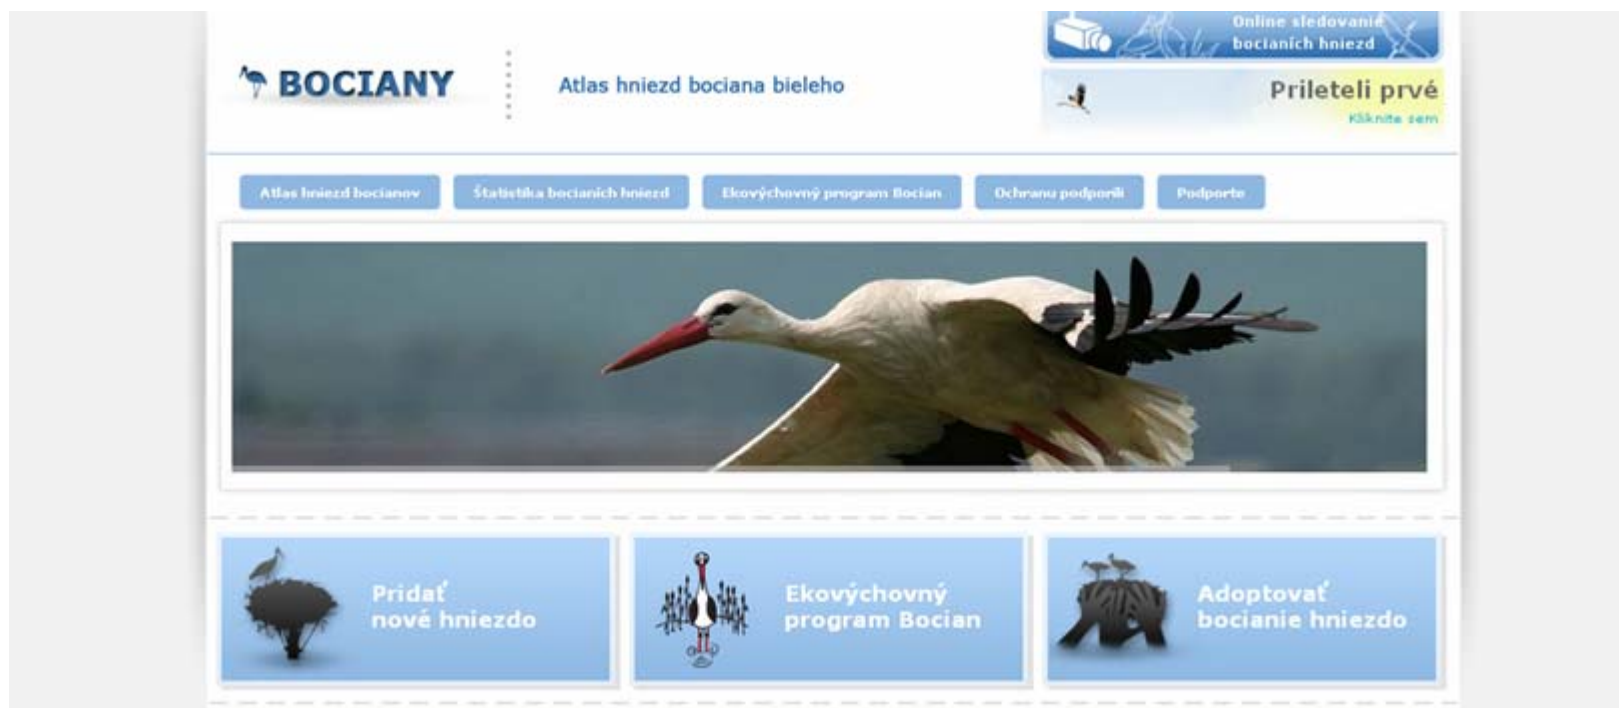 Online sledovanie
bocianích hniezd
BOCIANY
Atlas hniezd bociana bieleho
Prileteli prvé
Kliknite sem
Atlas hniezd bocianov
Štatistika bocianích hniezd
Ekovýchovný program Bocian
Ochranu podporili
Podporte
Pridať
nové hniezdo
Ekovýchovný
program Bocian
Adoptovať
bocianie hniezdo